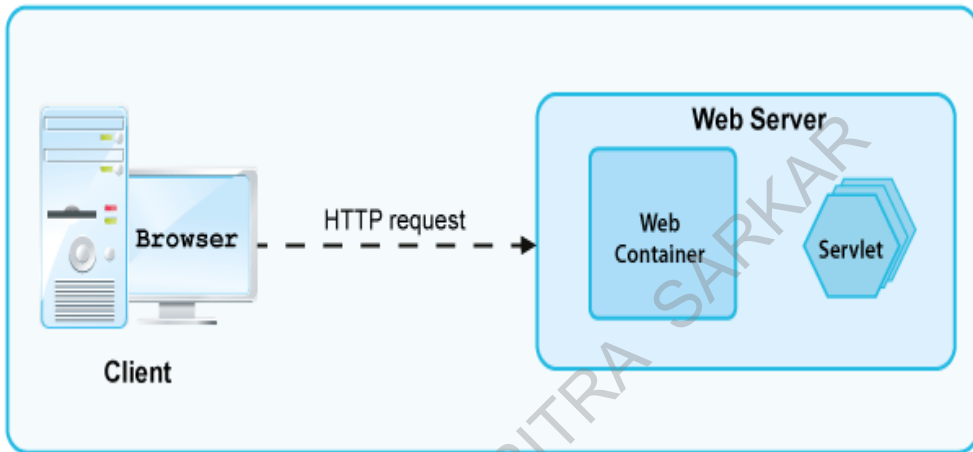 Web Server
HTTP request
Browser
Web
Container
Servlet
Client
SARKAR